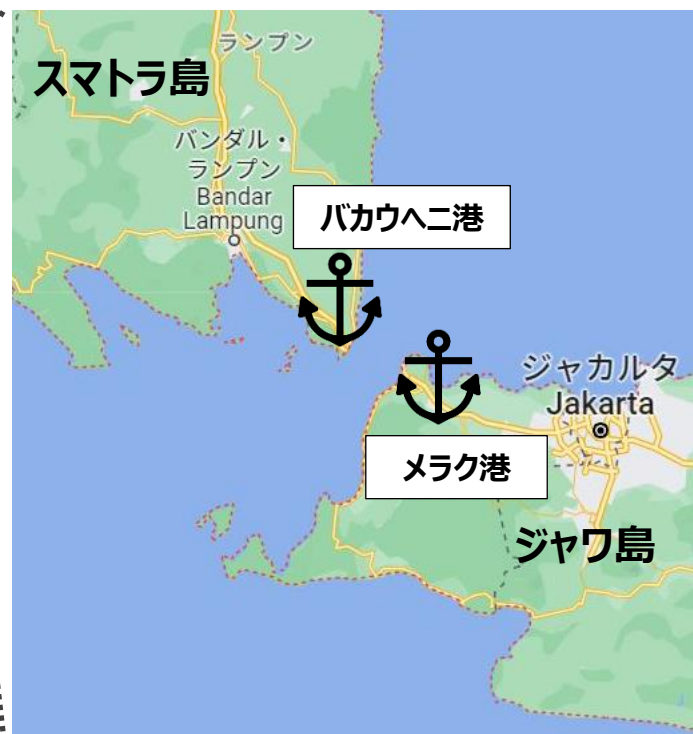 ランプン
スマトラ島
バンダル・
ランプン
Bandar
Lampung
バカウヘニ港
ジャカルタ
Jakarta
メラク港
ジャワ島